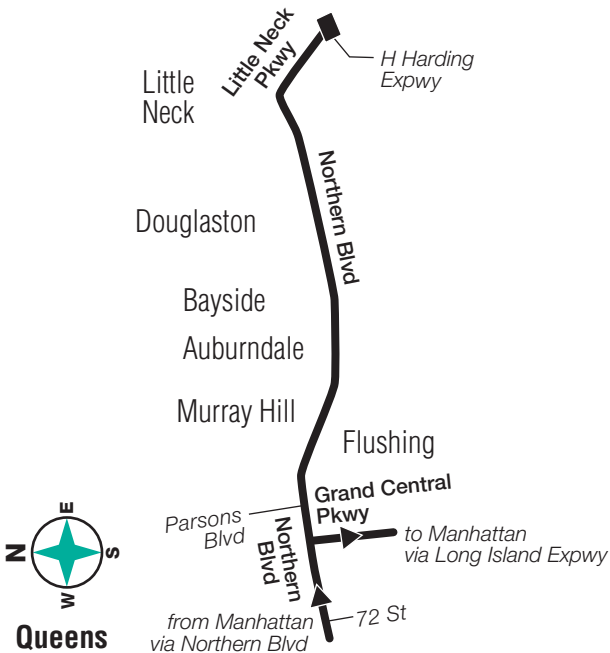 Little Neck
Pkwy
H Harding
Expwy
Little
Neck
Northern Blvd
Douglaston
Bayside
Auburndale
Murray Hill
Flushing
Grand Central
Pkwy
Parsons
Blvd
Northern
Blvd
to Manhattan
via Long Island Expwy
N
E
S
W
72 St
from Manhattan
via Northern Blvd
Queens